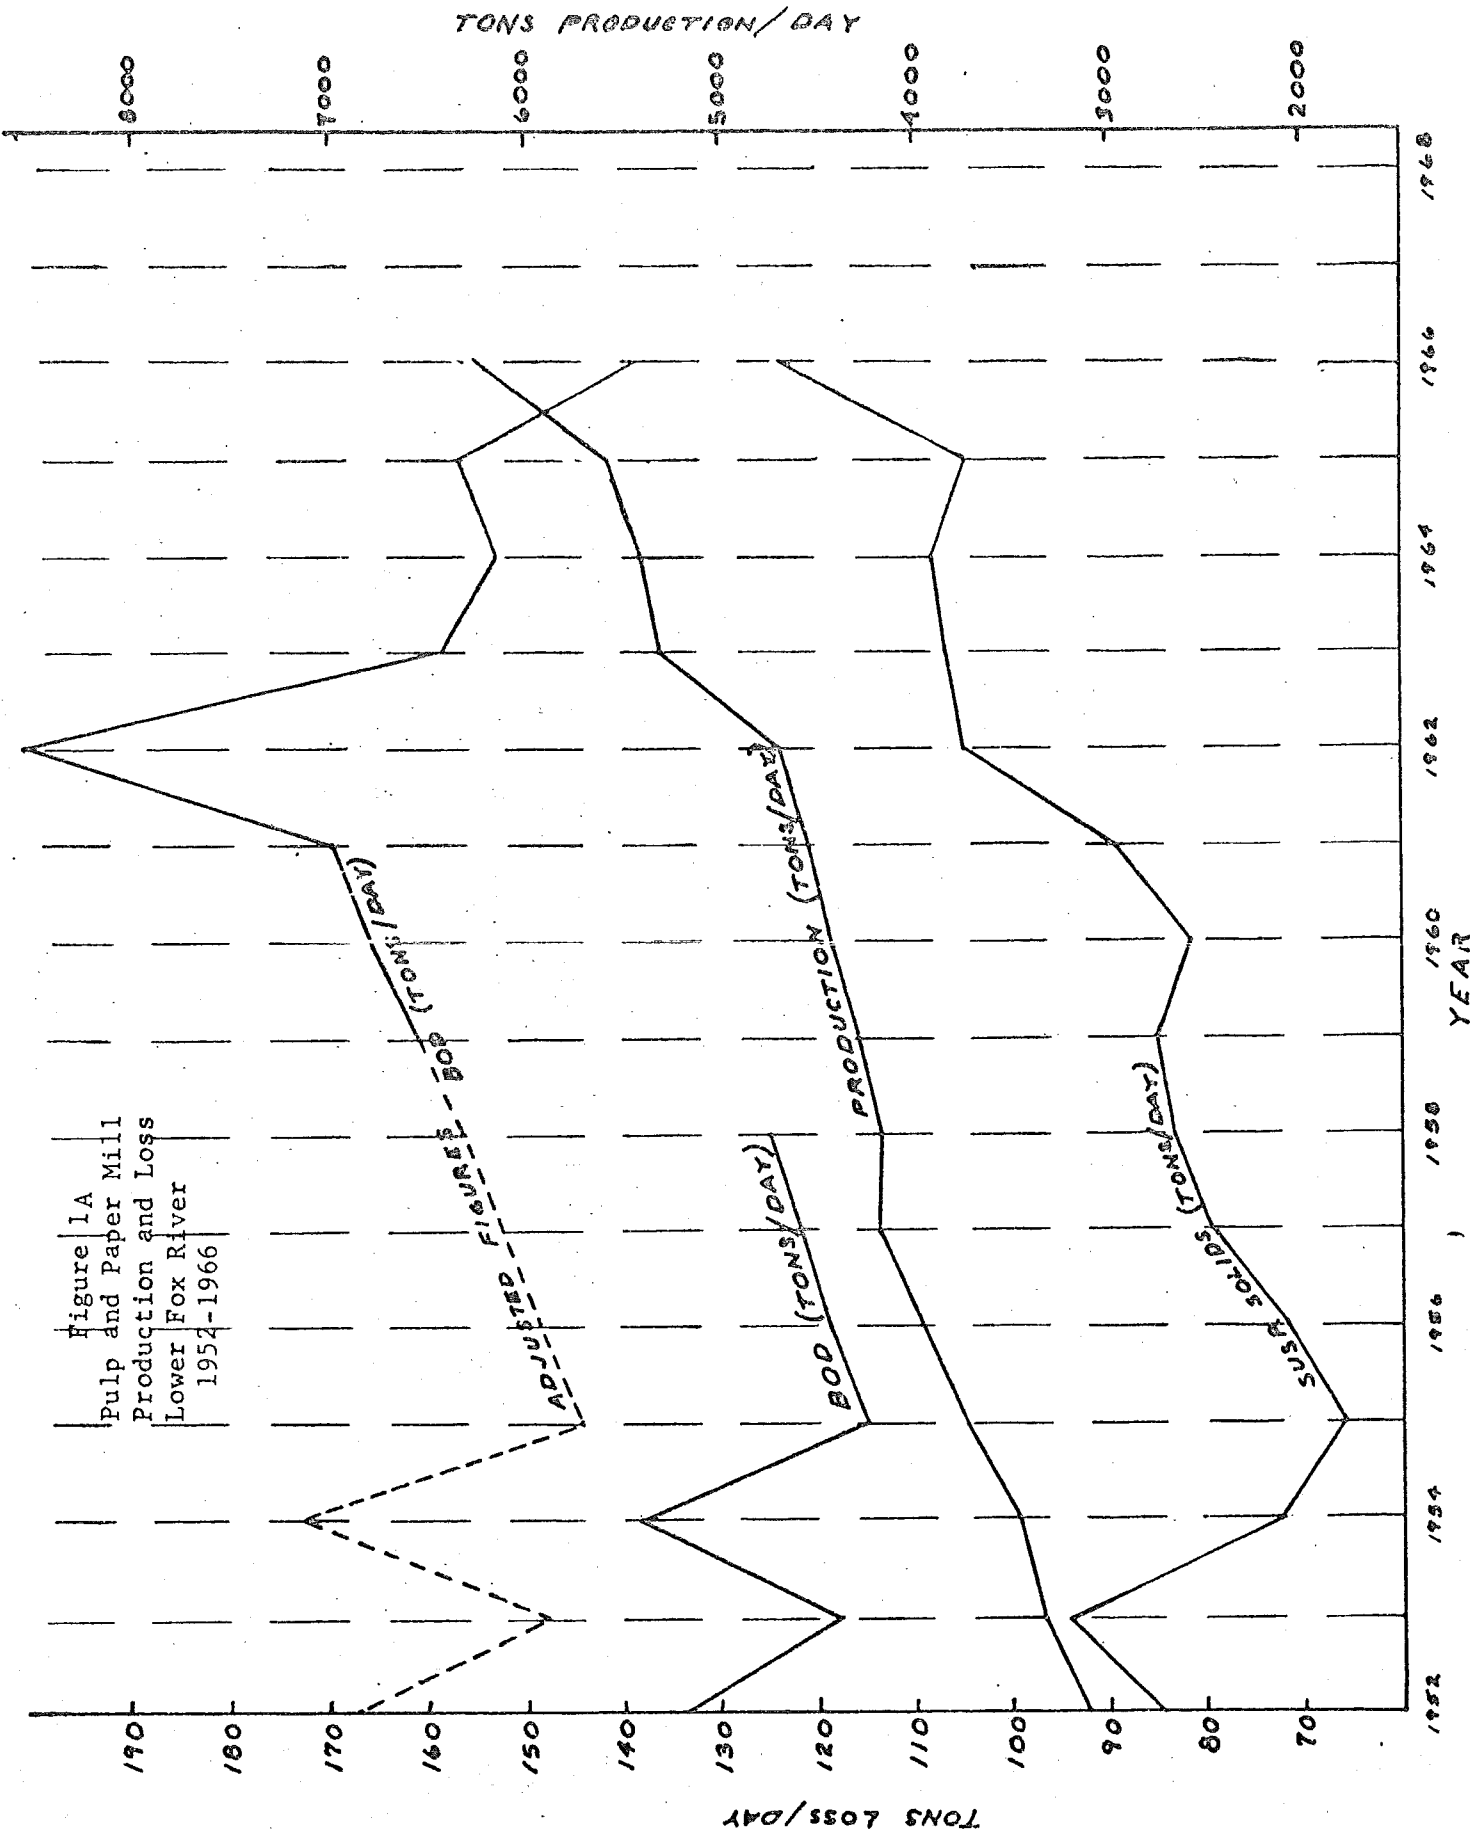 Figure 1A
Pulp and Paper Mill
Production and Loss
Lower Fox River
1952-1966
TONS LOSS/DAY
190
180
170
160
150
140
130
120
110
100
90
80
70
TONS PRODUCTION/DAY
8000
7000
6000
5000
4000
3000
2000
ADJUSTED FIGURES - BOD (TONS/DAY)
BOD (TONS/DAY)
PRODUCTION (TONS/DAY)
SUSP. SOLIDS (TONS/DAY)
1952
1954
1956
1958
1960
1962
1964
1966
1968
YEAR